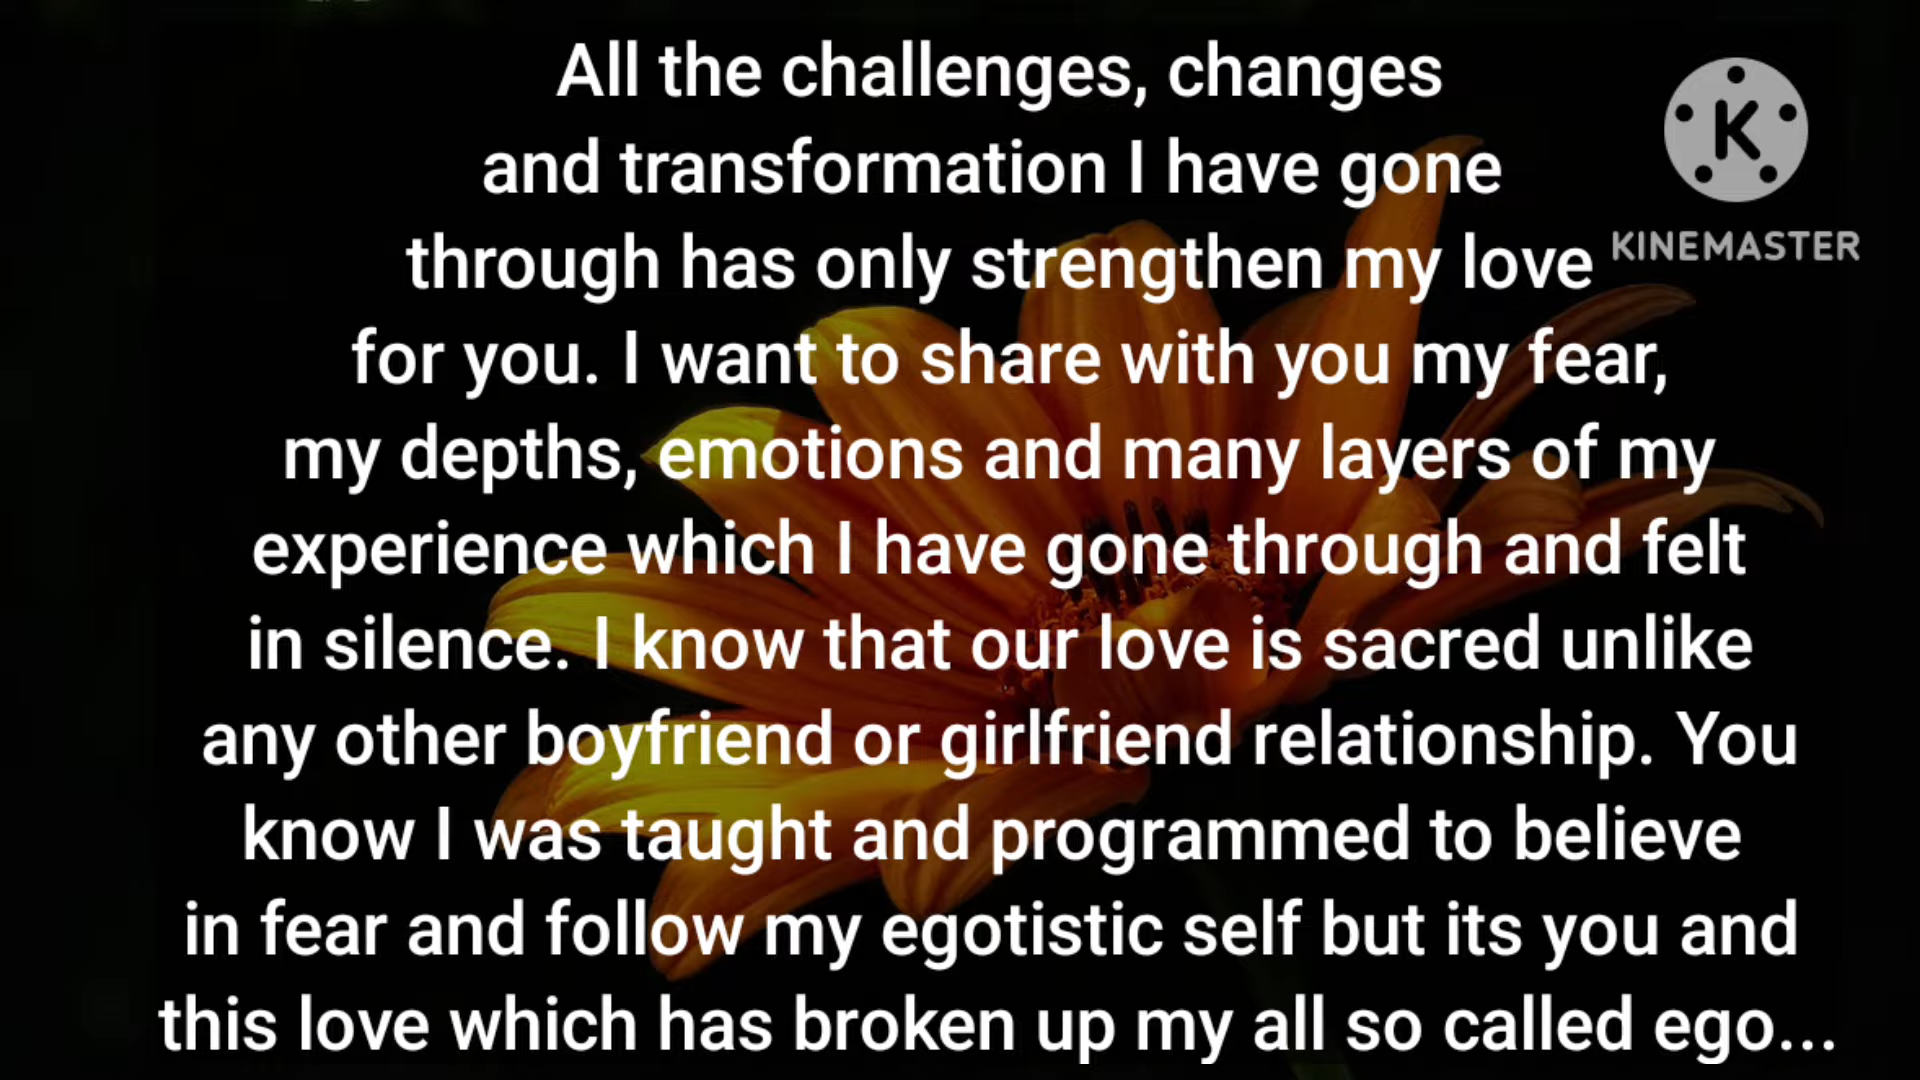 All the challenges, changes
and transformation I have gone
through has only strengthen my love
for you. I want to share with you my fear,
my depths, emotions and many layers of my
experience which I have gone through and felt
in silence. I know that our love is sacred unlike
any other boyfriend or girlfriend relationship. You
know I was taught and programmed to believe
in fear and follow my egotistic self but its you and
this love which has broken up my all so called ego...
K
KINEMASTER